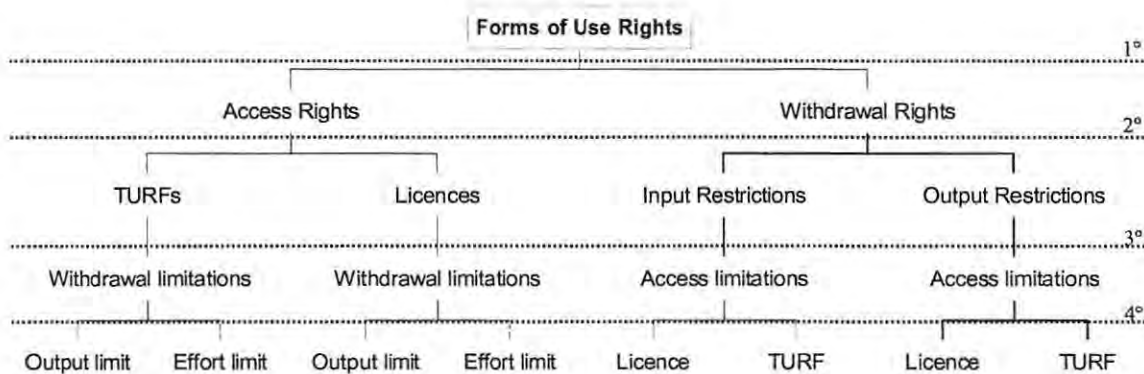 Forms of Use Rights
1°
Access Rights Withdrawal Rights
2°
TURFs Licences Input Restrictions Output Restrictions
3°
Withdrawal limitations Withdrawal limitations Access limitations Access limitations
4°
Output limit Effort limit Output limit Effort limit Licence TURF Licence TURF